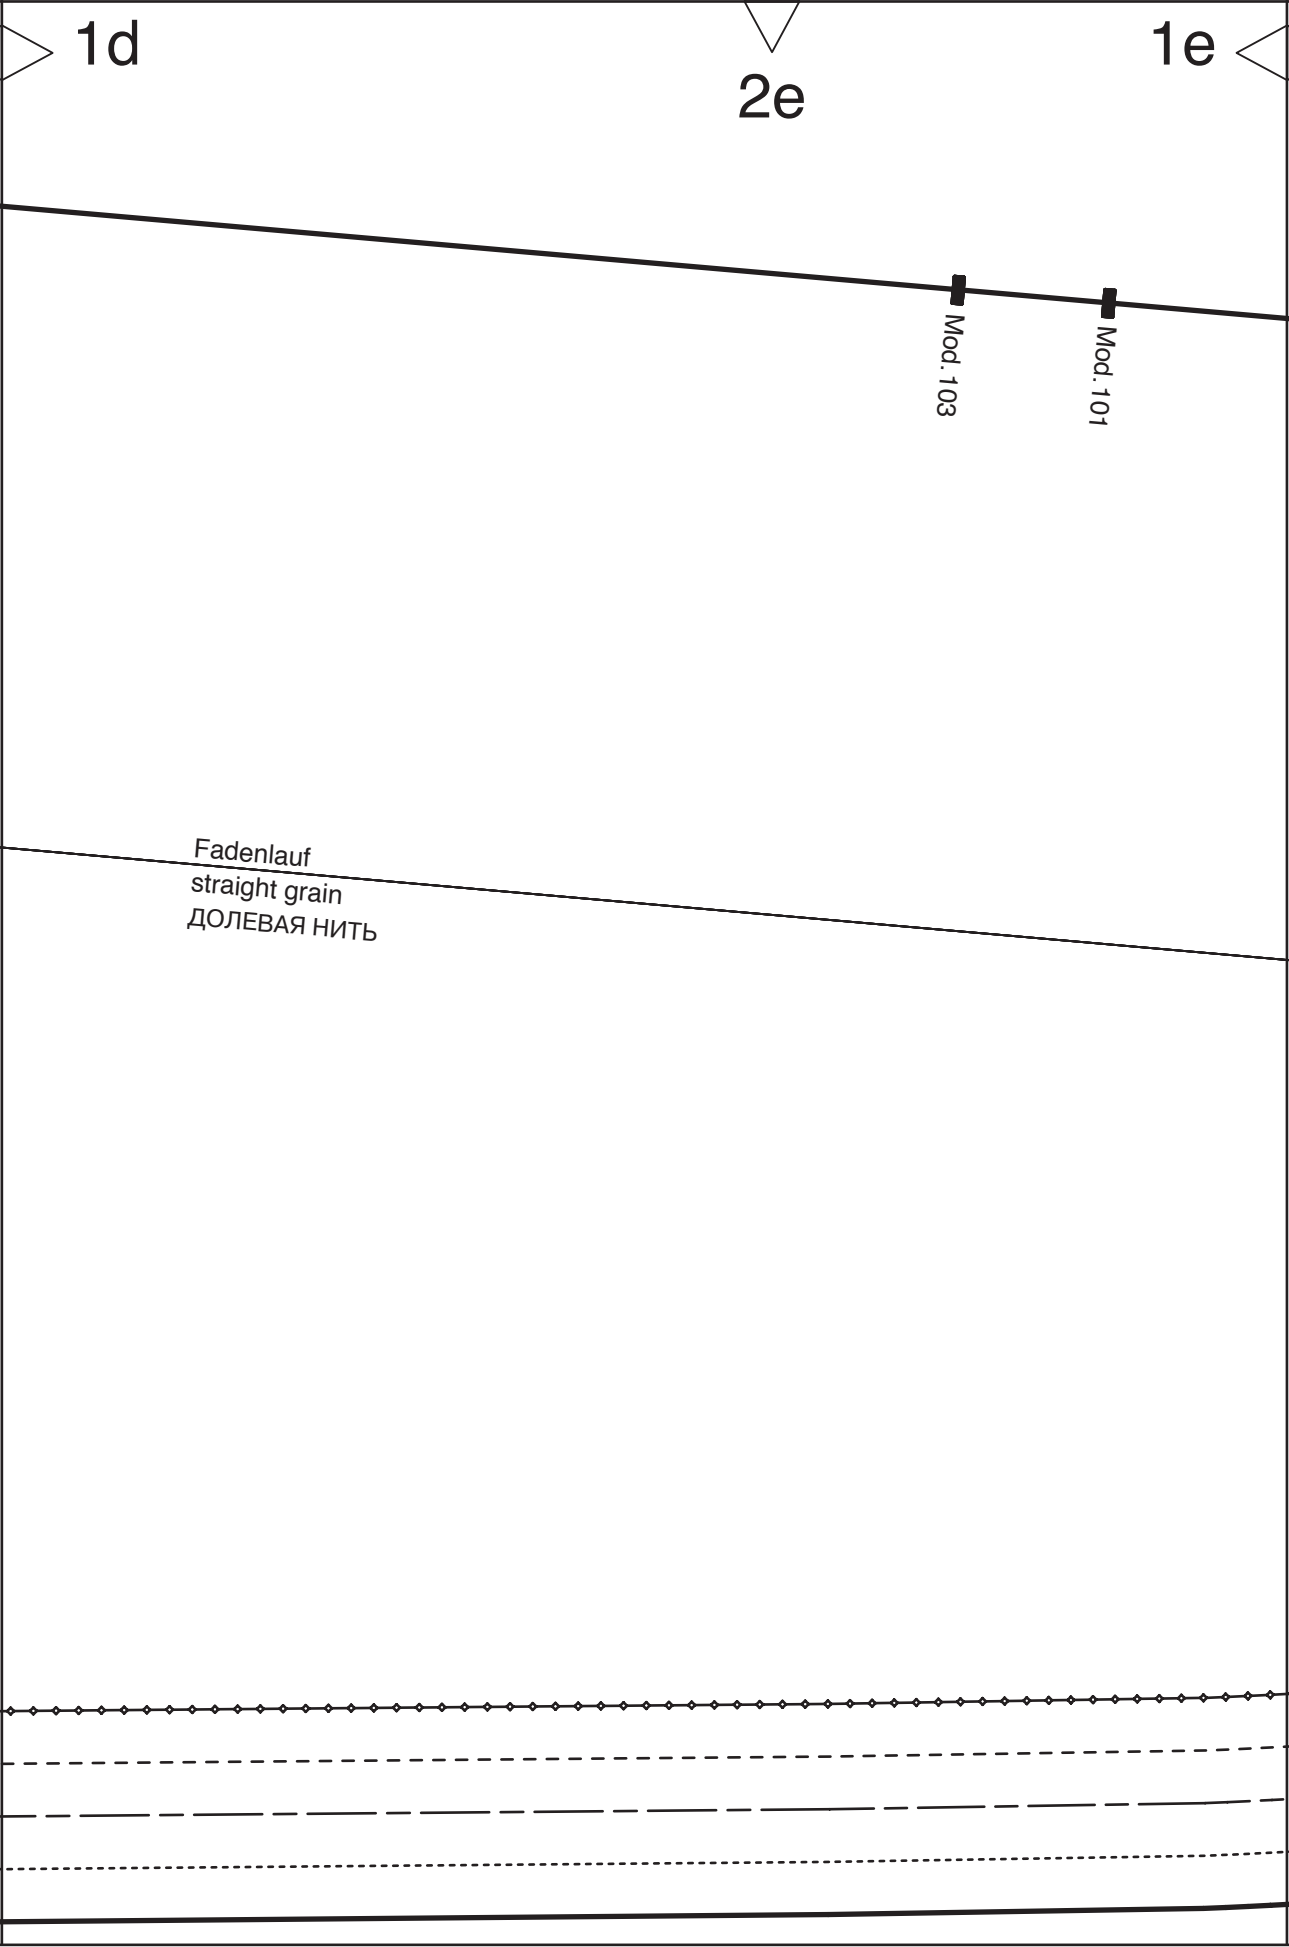 1d
1e
2e
Mod. 103
Mod. 101
Fadenlauf
straight grain
ДОЛЕВАЯ НИТЬ